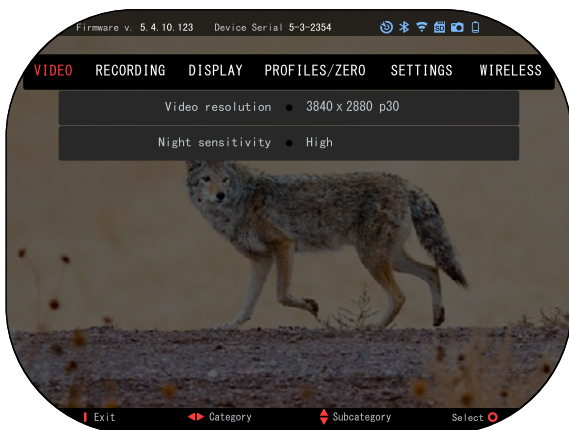 Firmware v. 5.4.10.123 Device Serial 5-3-2354 SD
VIDEO RECORDING DISPLAY PROFILES/ZERO SETTINGS WIRELESS
Video resolution ● 3840 x 2880 p30
Night sensitivity ● High
Exit Category Subcategory Select